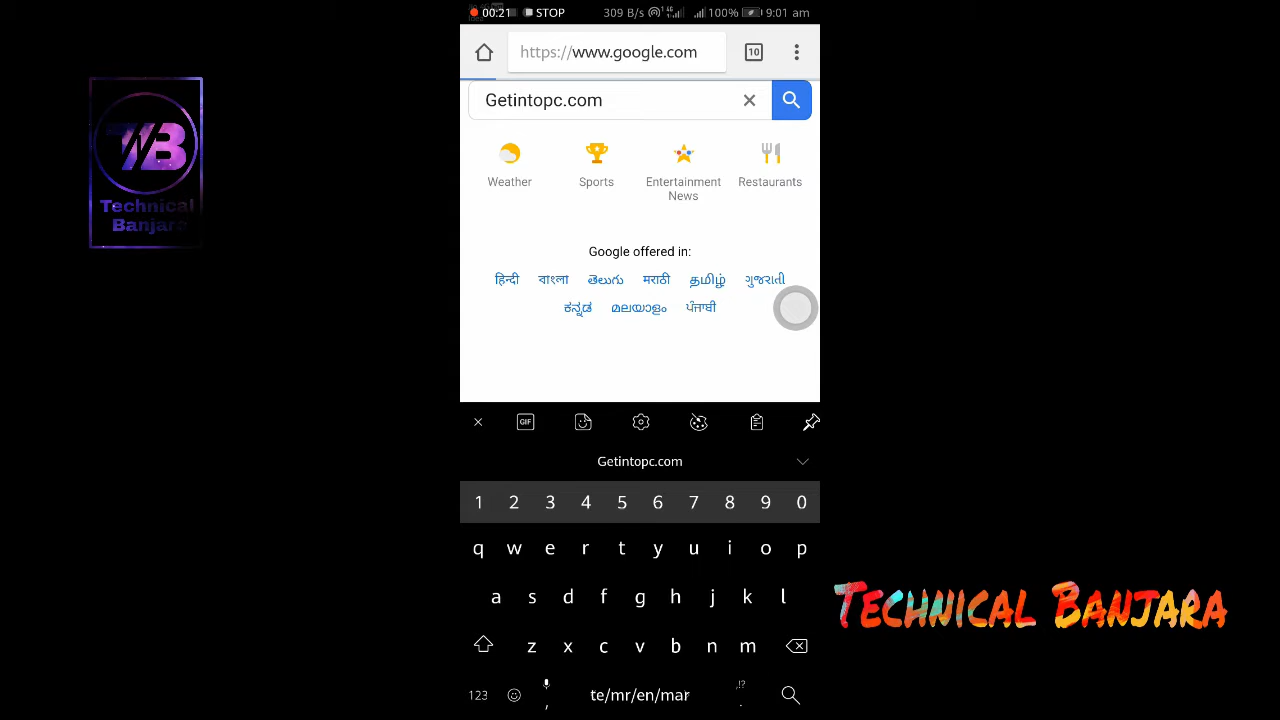 00:21 STOP 309 B/s 4G 100% 9:01 am
https://www.google.com 10
Getintopc.com
Weather Sports Entertainment News Restaurants
Google offered in:
हिन्दी বাংলা తెలుగు मराठी தமிழ் ગુજરાતી
ಕನ್ನಡ മലയാളം ਪੰਜਾਬੀ
GIF
Getintopc.com
1 2 3 4 5 6 7 8 9 0
q w e r t y u i o p
a s d f g h j k l
z x c v b n m
123 , te/mr/en/mar ,!? .
TB
Technical
Banjara
Technical Banjara